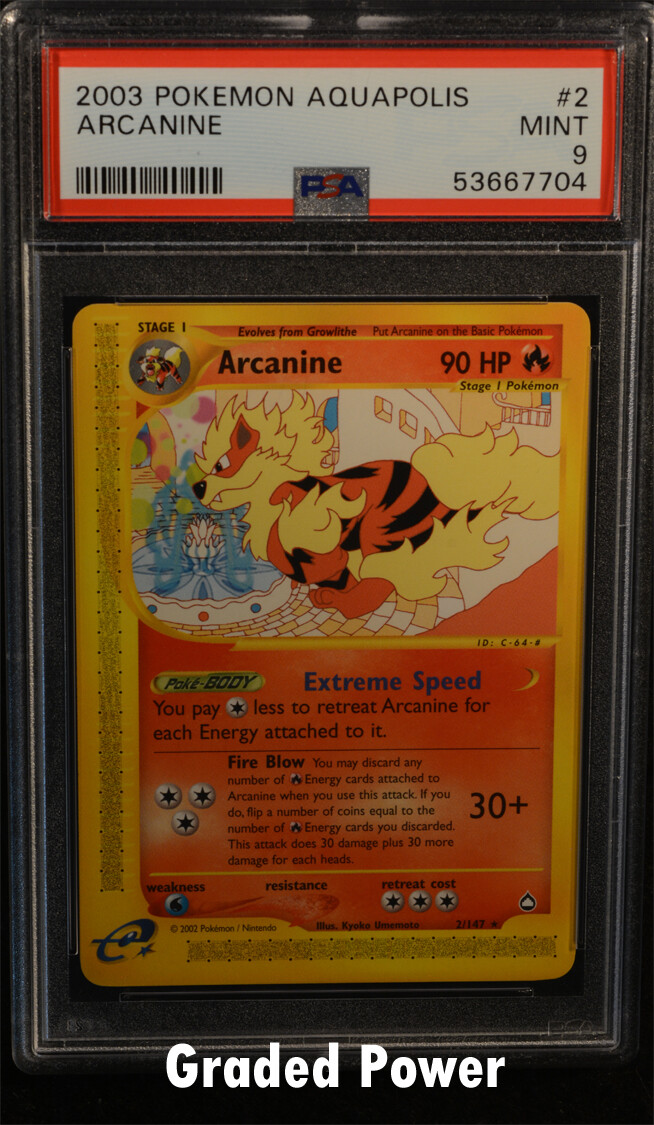 2003 POKEMON AQUAPOLIS #2
ARCANINE MINT
9
PSA 53667704
STAGE 1 Evolves from Growlithe Put Arcanine on the Basic Pokémon
Arcanine 90 HP
Stage 1 Pokémon
ID: C-64-#
Poké-BODY Extreme Speed
You pay less to retreat Arcanine for
each Energy attached to it.
Fire Blow You may discard any
number of Energy cards attached to
Arcanine when you use this attack. If you
do, flip a number of coins equal to the
number of Energy cards you discarded.
This attack does 30 damage plus 30 more
damage for each heads.
30+
weakness resistance retreat cost
© 2002 Pokémon / Nintendo Illus. Kyoko Umemoto 2/147 ★
e
Graded Power